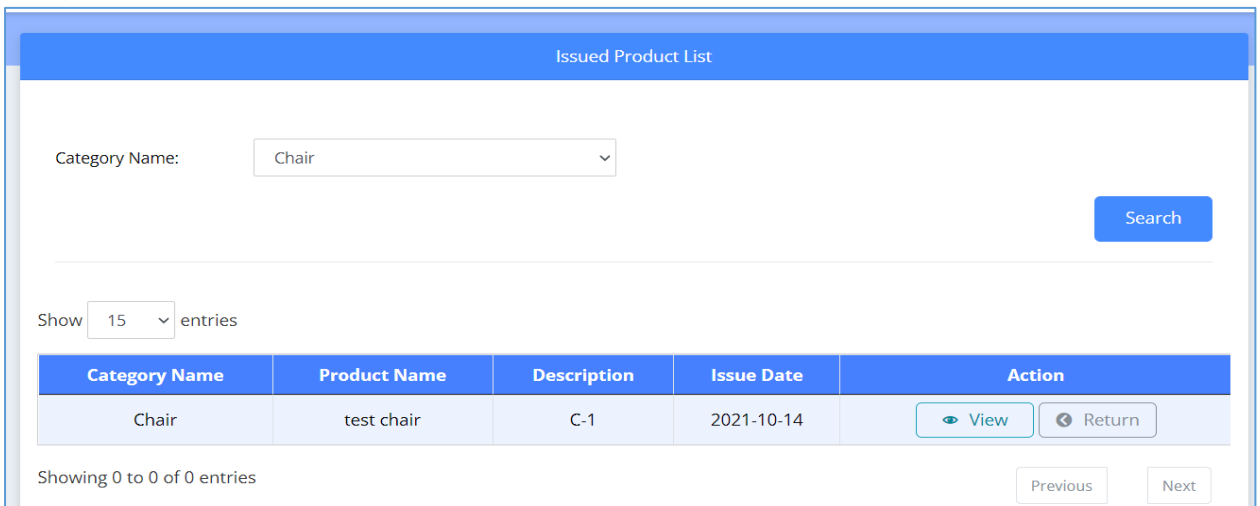 Issued Product List
Category Name: Chair
Search
Show 15 entries
Category Name Product Name Description Issue Date Action
Chair test chair C-1 2021-10-14 View Return
Showing 0 to 0 of 0 entries
Previous Next